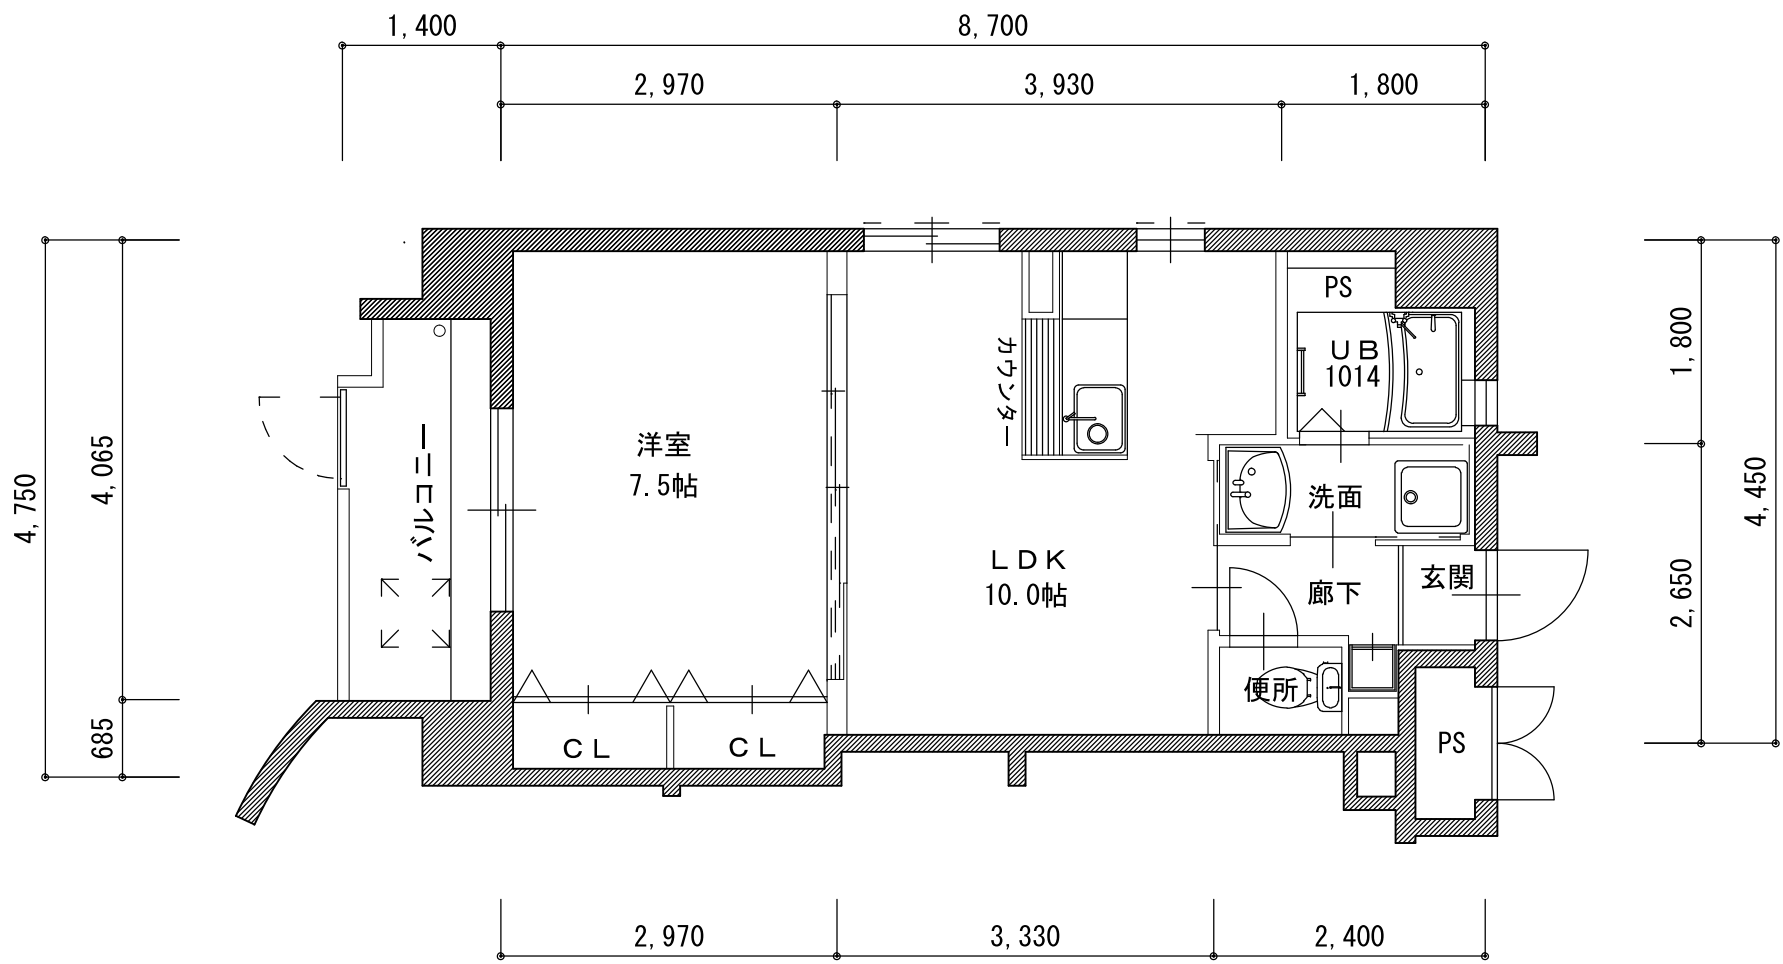 1,400
8,700
2,970
3,930
1,800
PS
UB
1014
カウンター
1,800
4,065
4,750
バルコニー
洋室
7.5帖
洗面
4,450
LDK
10.0帖
廊下
玄関
2,650
便所
685
CL
CL
PS
2,970
3,330
2,400